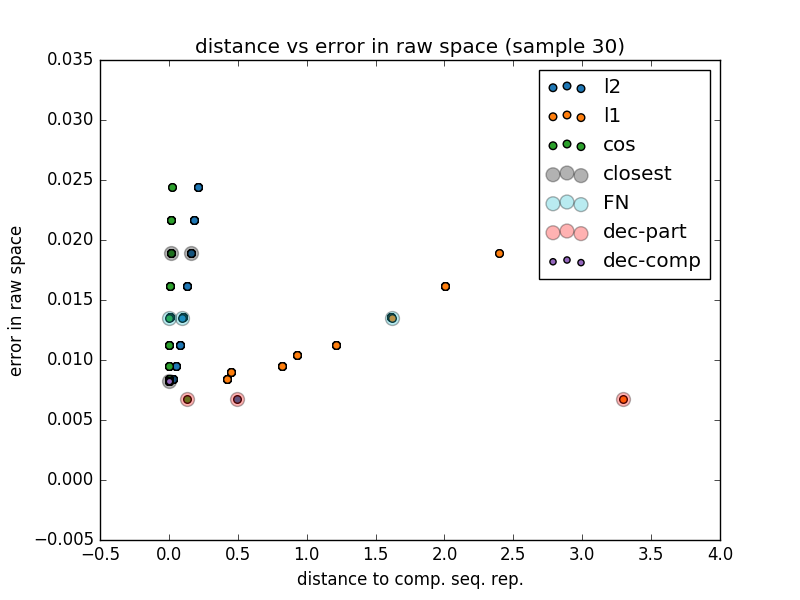 distance vs error in raw space (sample 30)
0.035
0.030
0.025
0.020
0.015
0.010
0.005
0.000
−0.005
error in raw space
l2
l1
cos
closest
FN
dec-part
dec-comp
−0.5 0.0 0.5 1.0 1.5 2.0 2.5 3.0 3.5 4.0
distance to comp. seq. rep.